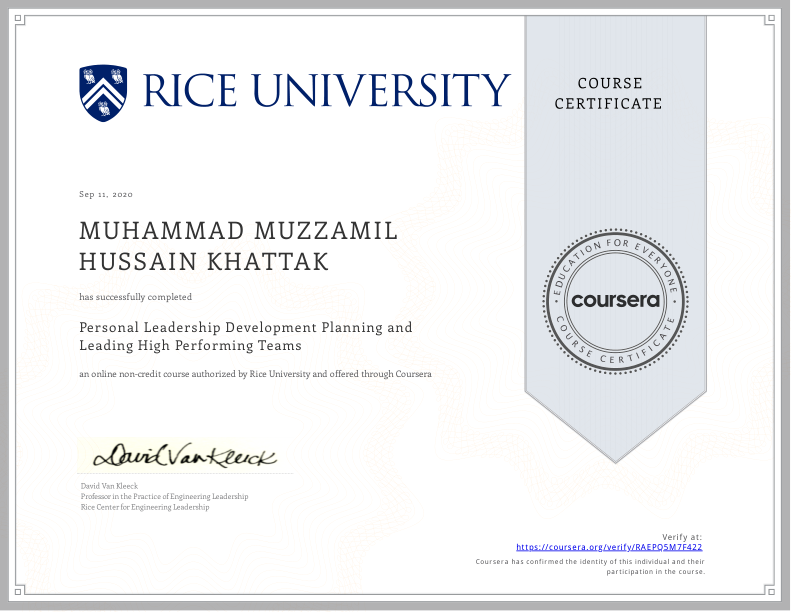 RICE UNIVERSITY
COURSE
CERTIFICATE
Sep 11, 2020
MUHAMMAD MUZZAMIL
HUSSAIN KHATTAK
has successfully completed
Personal Leadership Development Planning and
Leading High Performing Teams
an online non-credit course authorized by Rice University and offered through Coursera
EDUCATION FOR EVERYONE
coursera
COURSE CERTIFICATE
David Van Kleeck
David Van Kleeck
Professor in the Practice of Engineering Leadership
Rice Center for Engineering Leadership
Verify at:
https://coursera.org/verify/RAEPQ5M7F422
Coursera has confirmed the identity of this individual and their
participation in the course.